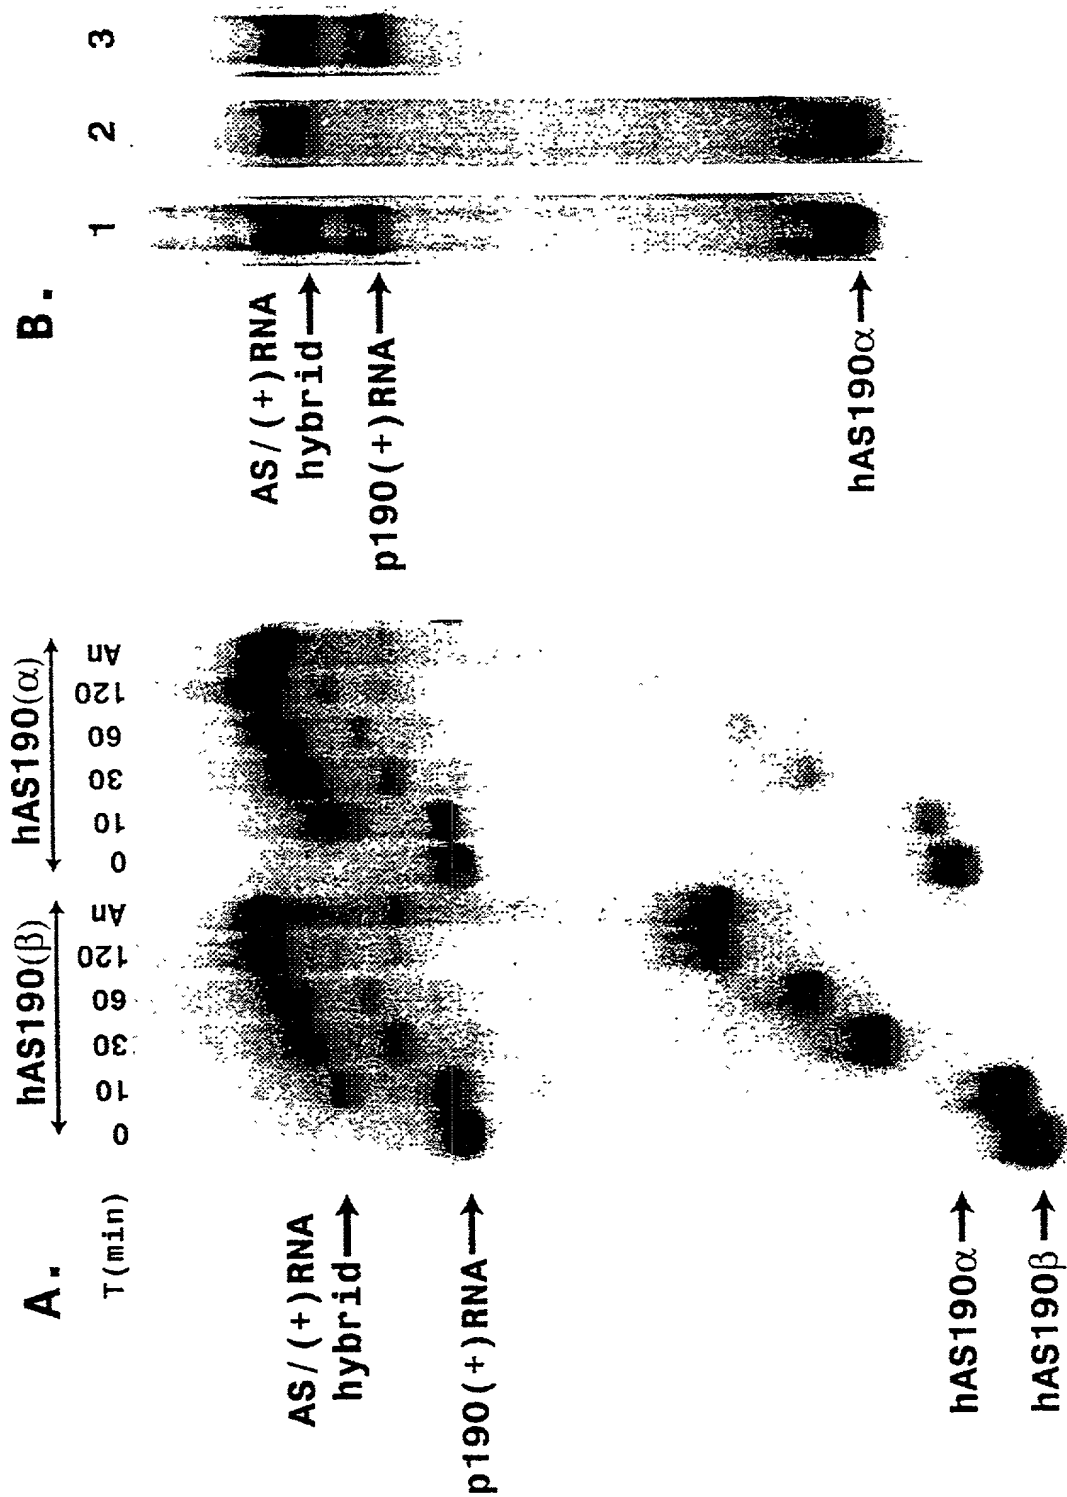 A.
hAS190(β)
hAS190(α)
T(min)
0 10 30 60 120 An
0 10 30 60 120 An
AS/(+)RNA
hybrid
p190(+)RNA
hAS190α
hAS190β
B.
1 2 3
AS/(+)RNA
hybrid
p190(+)RNA
hAS190α